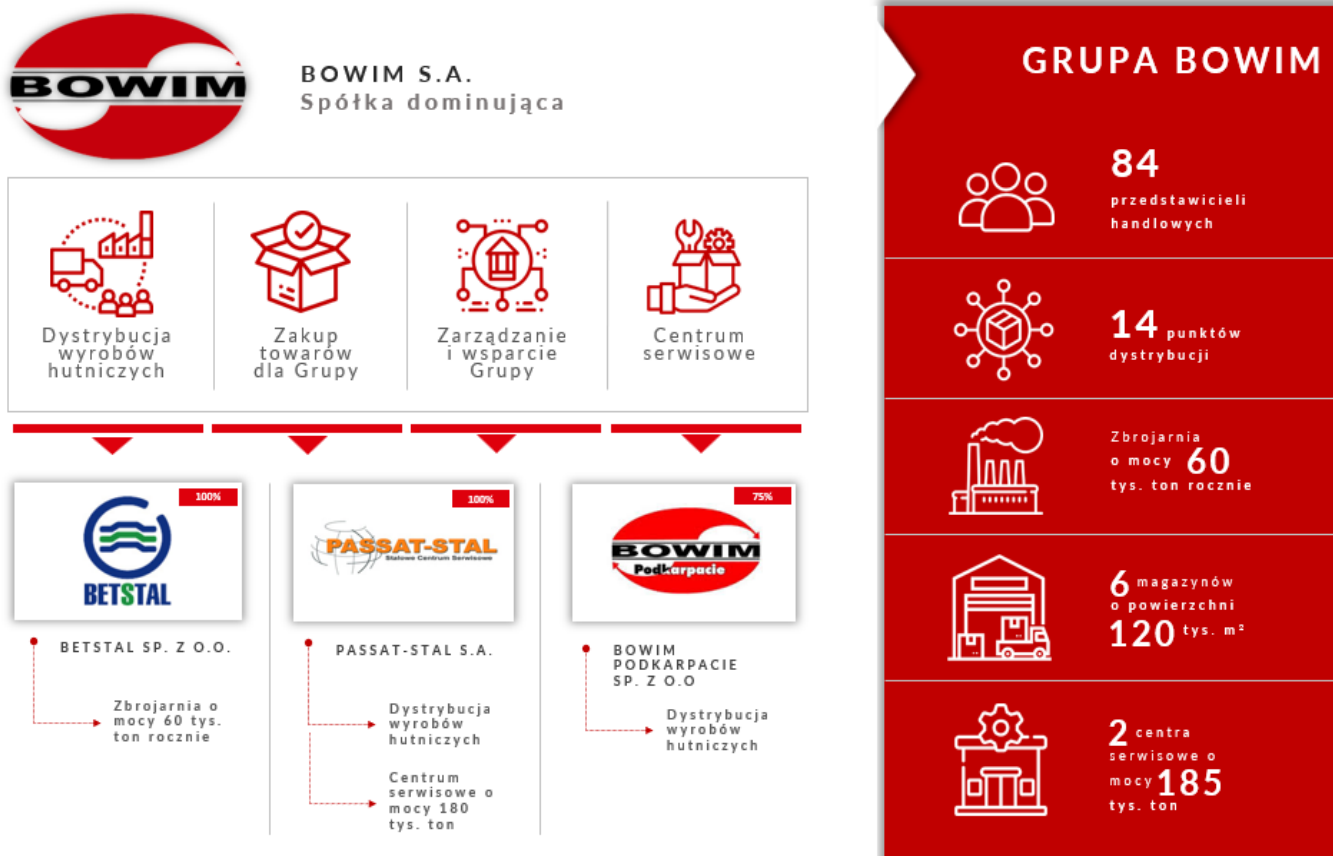 BOWIM
BOWIM S.A.
Spółka dominująca
Dystrybucja
wyrobów
hutniczych
Zakup
towarów
dla Grupy
Zarządzanie
i wsparcie
Grupy
Centrum
serwisowe
100%
BETSTAL
BETSTAL SP. Z O.O.
Zbrojarnia o
mocy 60 tys.
ton rocznie
100%
PASSAT-STAL
Stalowe Centrum Serwisowe
PASSAT-STAL S.A.
Dystrybucja
wyrobów
hutniczych
Centrum
serwisowe o
mocy 180
tys. ton
75%
BOWIM
Podkarpacie
BOWIM
PODKARPACIE
SP. Z O.O
Dystrybucja
wyrobów
hutniczych
GRUPA BOWIM
84
przedstawicieli
handlowych
14 punktów
dystrybucji
Zbrojarnia
o mocy 60
tys. ton rocznie
6 magazynów
o powierzchni
120 tys. m²
2 centra
serwisowe o
mocy 185
tys. ton